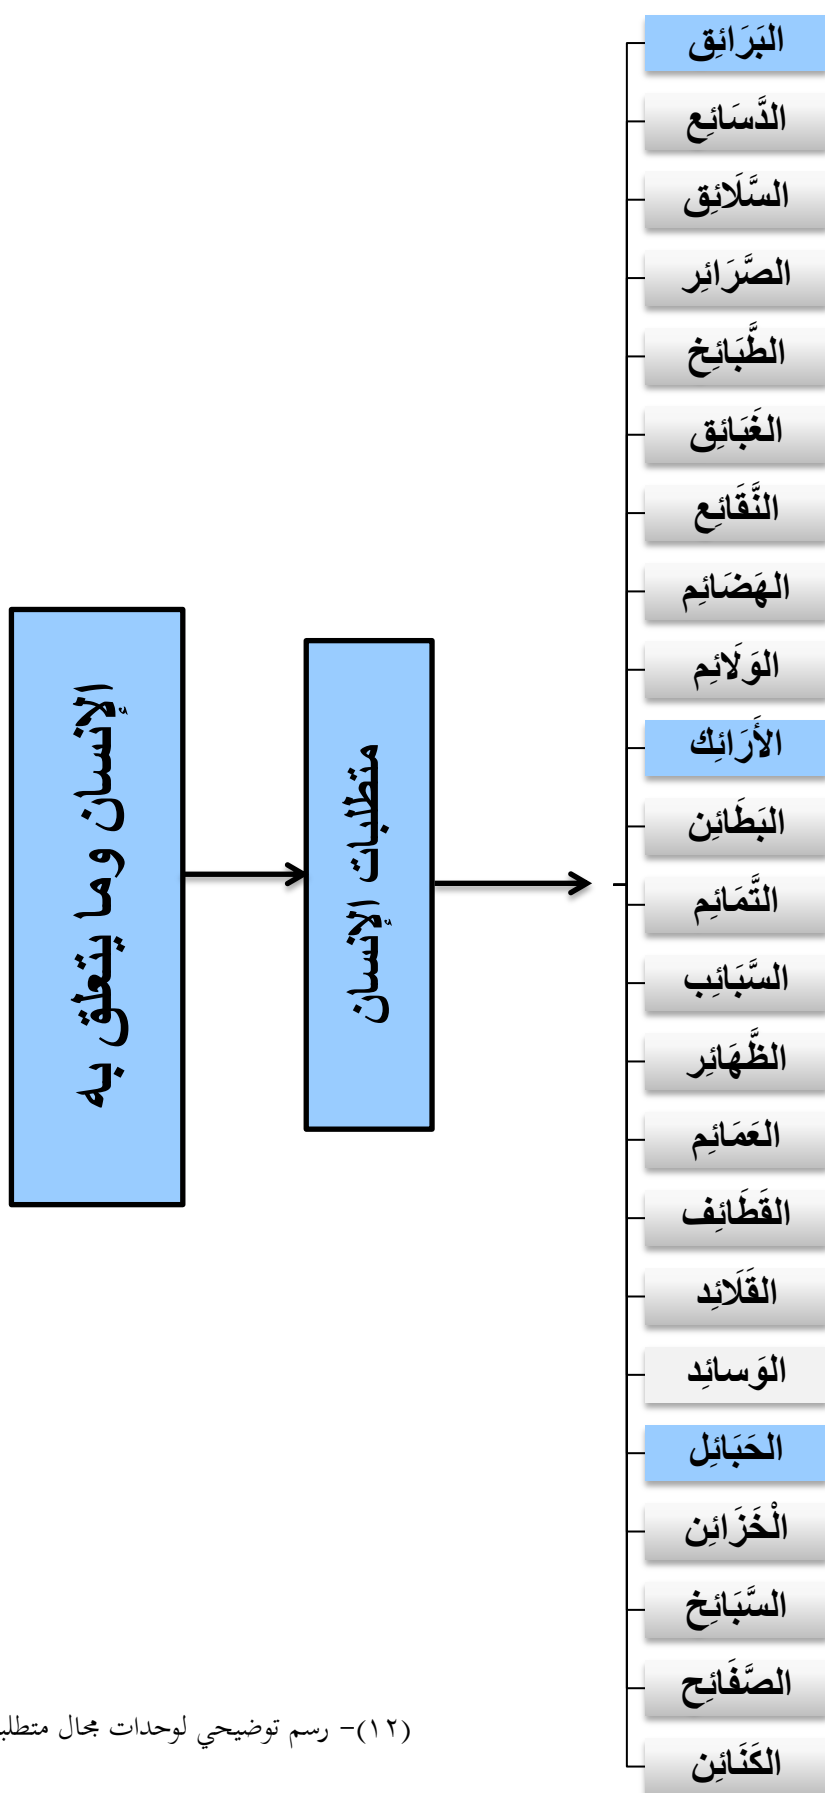 البَرَائِق
الدَّسَائِع
السَّلَائِق
الصَّرَائِر
الطَّبَائِخ
الغَبَائِق
النَّقَائِع
الهَضَائِم
الوَلَائِم
الأَرَائِك
البَطَائِن
التَّمَائِم
السَّبَائِب
الظَّهَائِر
العَمَائِم
القَطَائِف
القَلَائِد
الوَسائِد
الحَبَائِل
الْخَزَائِن
السَّبَائِخ
الصَّفَائِح
الكَنَائِن
متطلبات الإنسان
الإنسان وما يتعلق به
(١٢)- رسم توضيحي لوحدات مجال